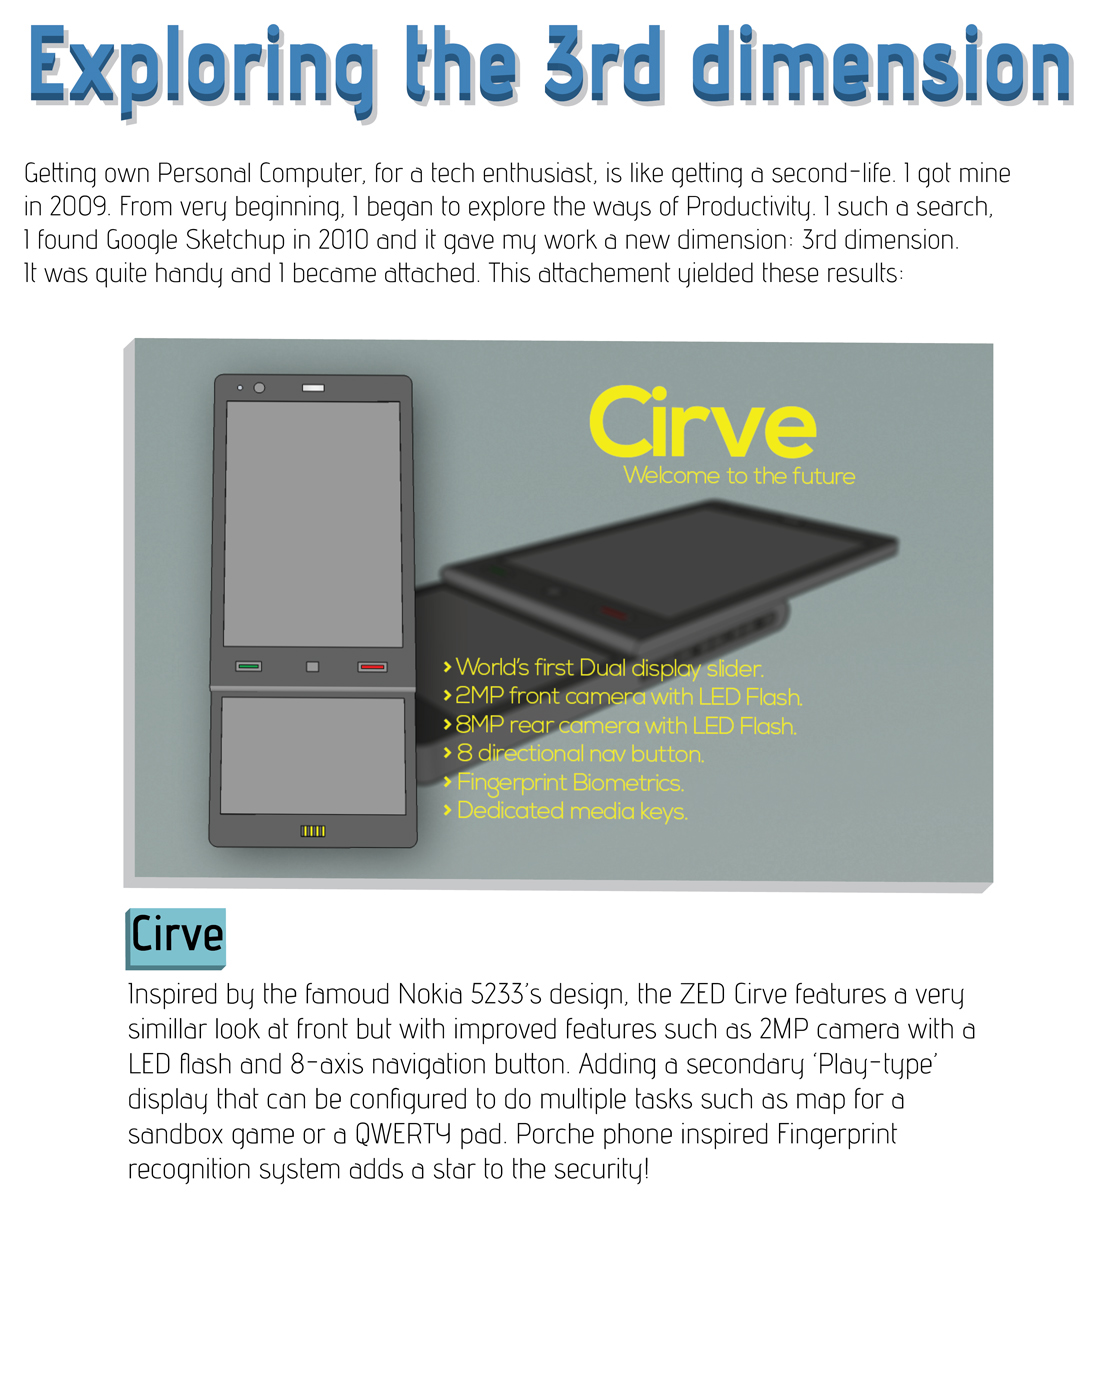 Exploring the 3rd dimension
Getting own Personal Computer, for a tech enthusiast, is like getting a second-life. I got mine
in 2009. From very beginning, I began to explore the ways of Productivity. I such a search,
I found Google Sketchup in 2010 and it gave my work a new dimension: 3rd dimension.
It was quite handy and I became attached. This attachement yielded these results:
Cirve
Welcome to the future
› World's first Dual display slider.
› 2MP front camera with LED Flash.
› 8MP rear camera with LED Flash.
› 8 directional nav button.
› Fingerprint Biometrics.
› Dedicated media keys.
Cirve
Inspired by the famoud Nokia 5233's design, the ZED Cirve features a very
simillar look at front but with improved features such as 2MP camera with a
LED flash and 8-axis navigation button. Adding a secondary 'Play-type'
display that can be configured to do multiple tasks such as map for a
sandbox game or a QWERTY pad. Porche phone inspired Fingerprint
recognition system adds a star to the security!